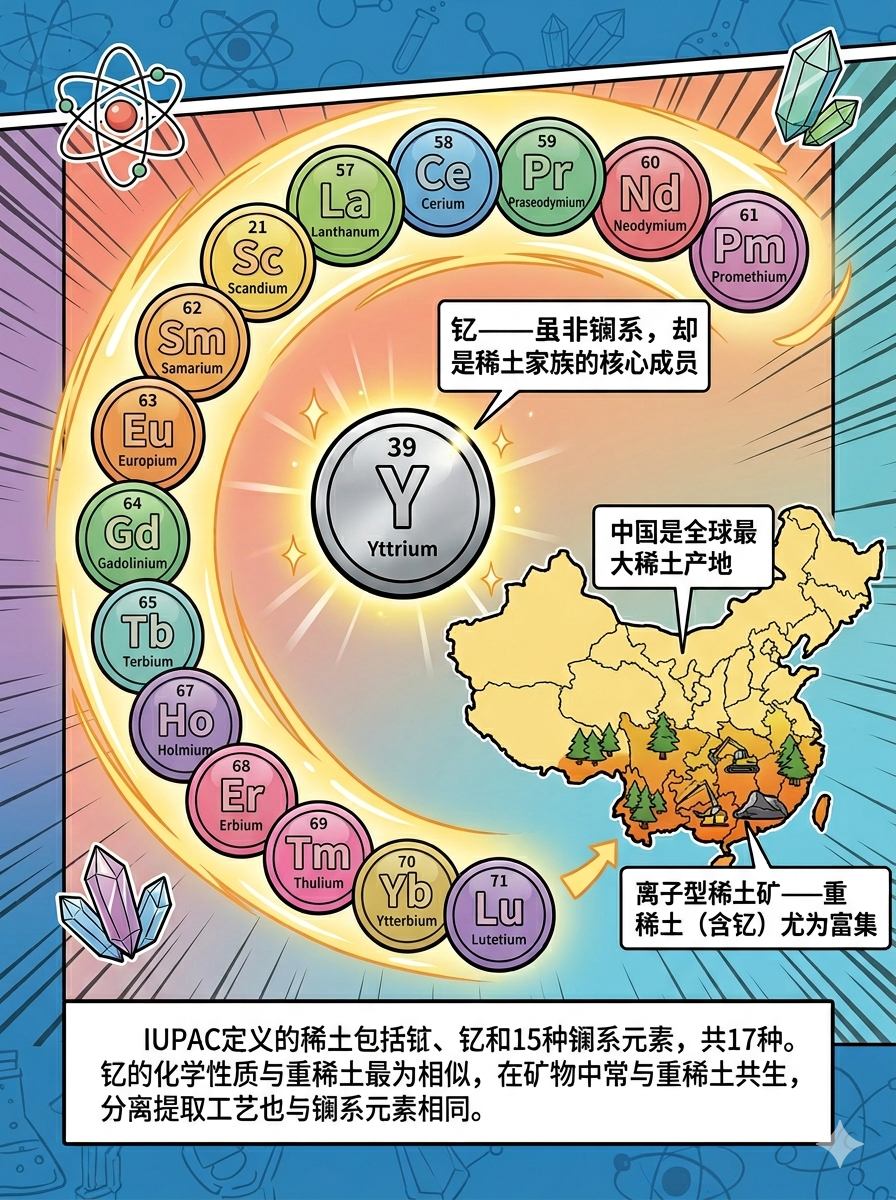 57
La
Lanthanum
58
Ce
Cerium
59
Pr
Praseodymium
60
Nd
Neodymium
61
Pm
Promethium
21
Sc
Scandium
62
Sm
Samarium
63
Eu
Europium
64
Gd
Gadolinium
65
Tb
Terbium
67
Ho
Holmium
68
Er
Erbium
69
Tm
Thulium
70
Yb
Ytterbium
71
Lu
Lutetium
钇——虽非镧系，却
是稀土家族的核心成员
39
Y
Yttrium
中国是全球最
大稀土产地
离子型稀土矿——重
稀土（含钇）尤为富集
IUPAC定义的稀土包括、钇和15种镧系元素，共17种。
钇的化学性质与重稀土最为相似，在矿物中常与重稀土共生，
分离提取工艺也与镧系元素相同。